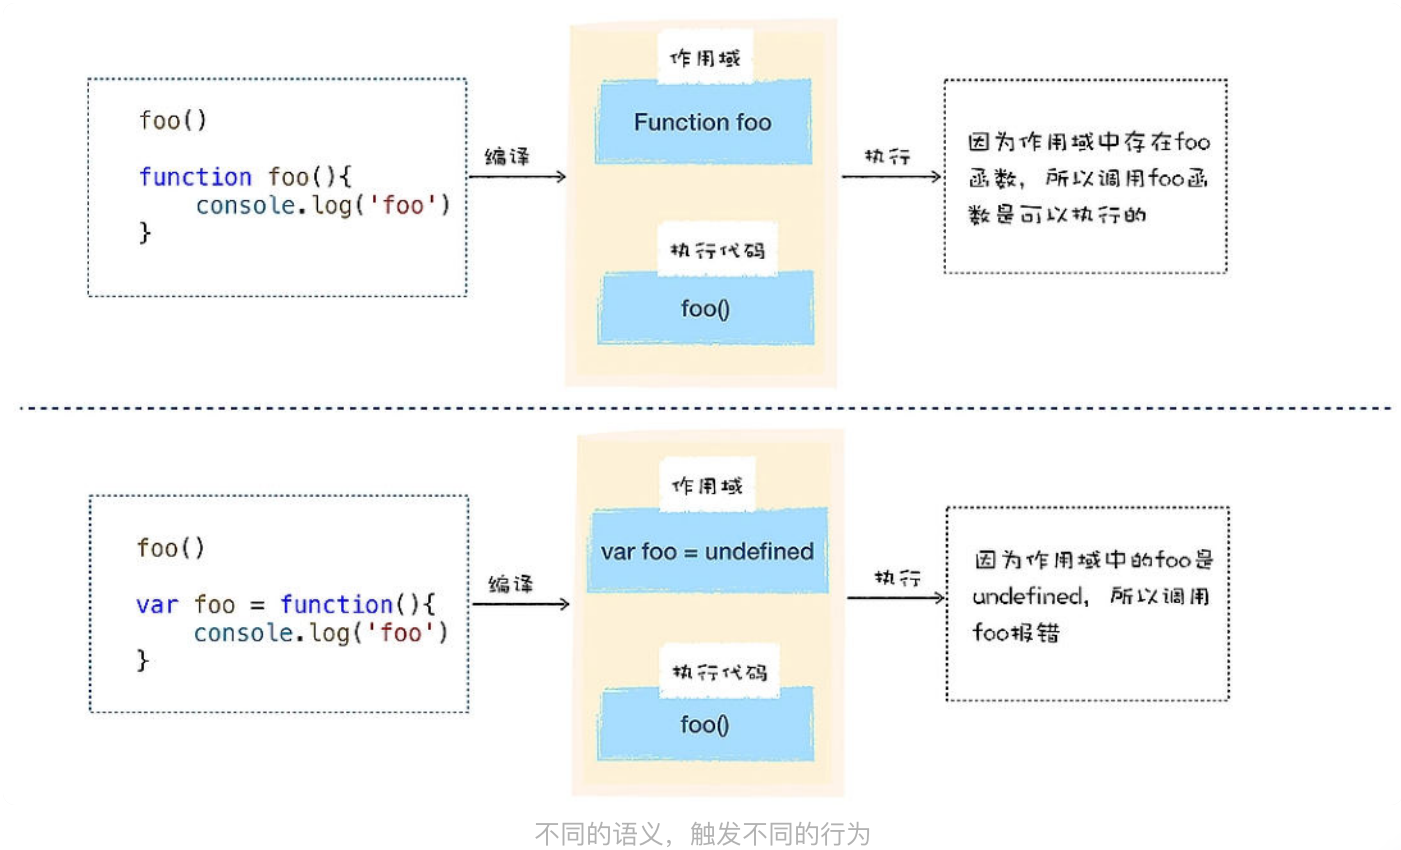 作用域
Function foo
foo()
function foo(){
    console.log('foo')
}
编译
执行
因为作用域中存在foo
函数，所以调用foo函
数是可以执行的
执行代码
foo()
作用域
var foo = undefined
foo()
var foo = function(){
    console.log('foo')
}
编译
执行
因为作用域中的foo是
undefined，所以调用
foo报错
执行代码
foo()
不同的语义，触发不同的行为